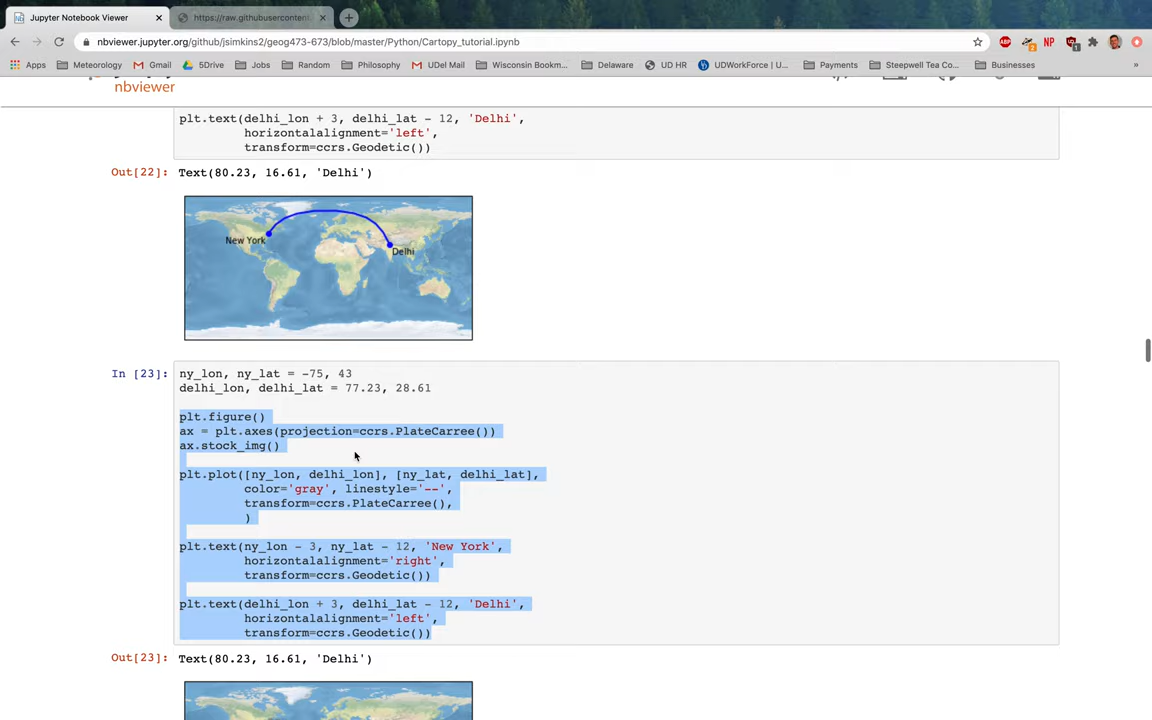 Jupyter Notebook Viewer
https://raw.githubusercontent
nbviewer.jupyter.org/github/jsimkins2/geog473-673/blob/master/Python/Cartopy_tutorial.ipynb
ABP
2
NP
1
Apps
Meteorology
Gmail
5Drive
Jobs
Random
Philosophy
UDel Mail
Wisconsin Bookm...
Delaware
UD HR
UDWorkForce | U...
Payments
Steepwell Tea Co...
Businesses
»
nbviewer
plt.text(delhi_lon + 3, delhi_lat - 12, 'Delhi',
horizontalalignment='left',
transform=ccrs.Geodetic())
Out[22]: Text(80.23, 16.61, 'Delhi')
New York
Delhi
In [23]: ny_lon, ny_lat = -75, 43
delhi_lon, delhi_lat = 77.23, 28.61
plt.figure()
ax = plt.axes(projection=ccrs.PlateCarree())
ax.stock_img()
plt.plot([ny_lon, delhi_lon], [ny_lat, delhi_lat],
color='gray', linestyle='--',
transform=ccrs.PlateCarree(),
)
plt.text(ny_lon - 3, ny_lat - 12, 'New York',
horizontalalignment='right',
transform=ccrs.Geodetic())
plt.text(delhi_lon + 3, delhi_lat - 12, 'Delhi',
horizontalalignment='left',
transform=ccrs.Geodetic())
Out[23]: Text(80.23, 16.61, 'Delhi')